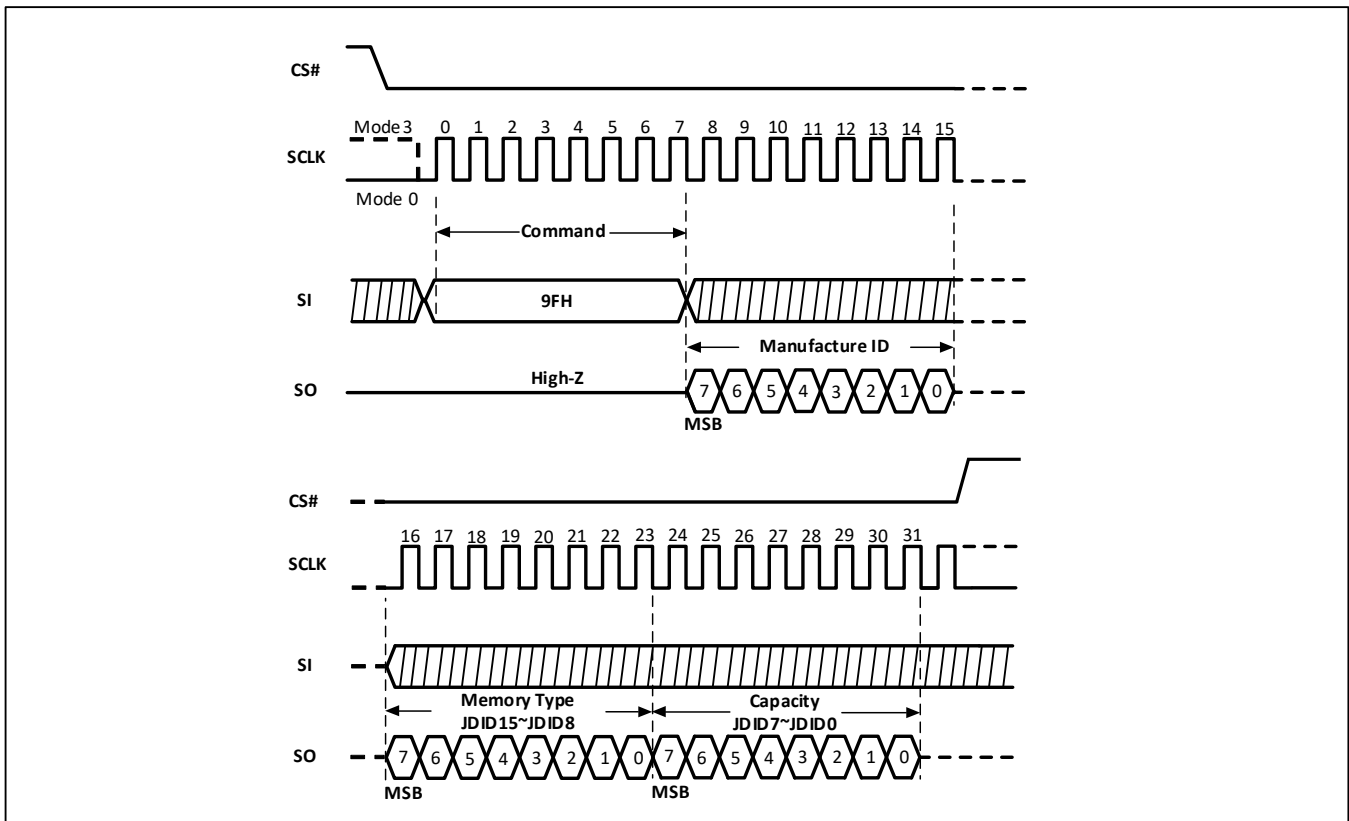 CS#
Mode 3 0 1 2 3 4 5 6 7 8 9 10 11 12 13 14 15
SCLK
Mode 0
Command
SI 9FH
Manufacture ID
High-Z
SO 7 6 5 4 3 2 1 0
MSB
CS#
16 17 18 19 20 21 22 23 24 25 26 27 28 29 30 31
SCLK
SI
Memory Type Capacity
JDID15~JDID8 JDID7~JDID0
SO 7 6 5 4 3 2 1 0 7 6 5 4 3 2 1 0
MSB MSB